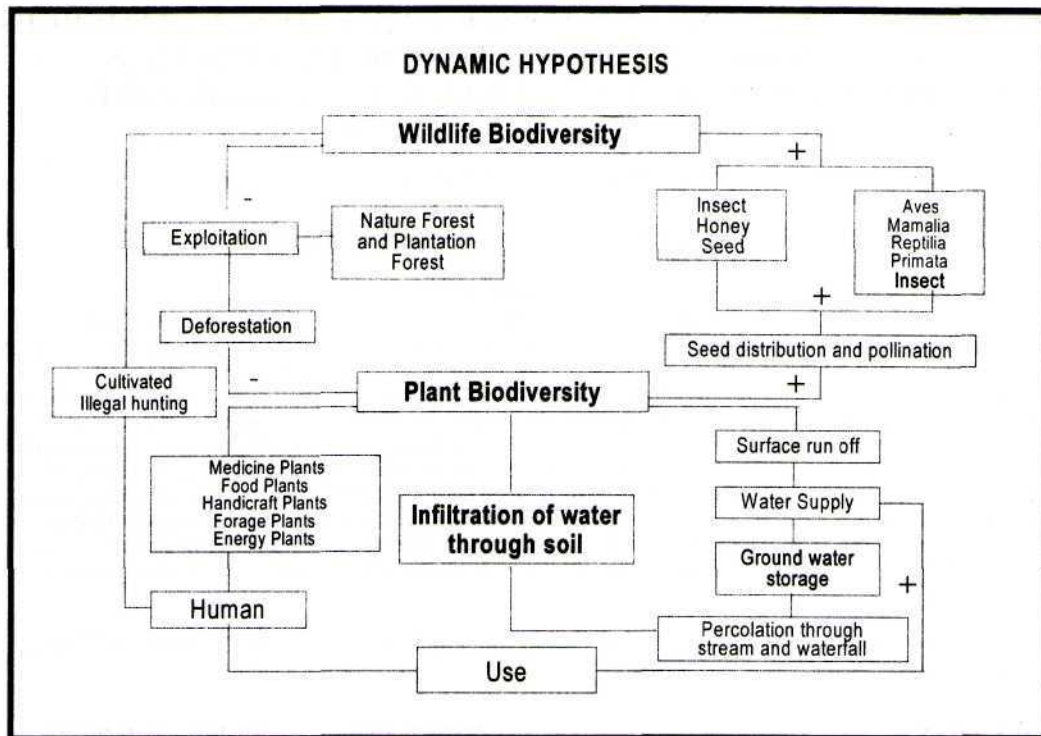 DYNAMIC HYPOTHESIS
Wildlife Biodiversity
+
-
Exploitation
Nature Forest
and Plantation
Forest
Insect
Honey
Seed
Aves
Mamalia
Reptilia
Primata
Insect
+
Deforestation
Seed distribution and pollination
-
+
Cultivated
Illegal hunting
Plant Biodiversity
Surface run off
Medicine Plants
Food Plants
Handicraft Plants
Forage Plants
Energy Plants
Infiltration of water
through soil
Water Supply
Ground water
storage
+
Human
Percolation through
stream and waterfall
Use